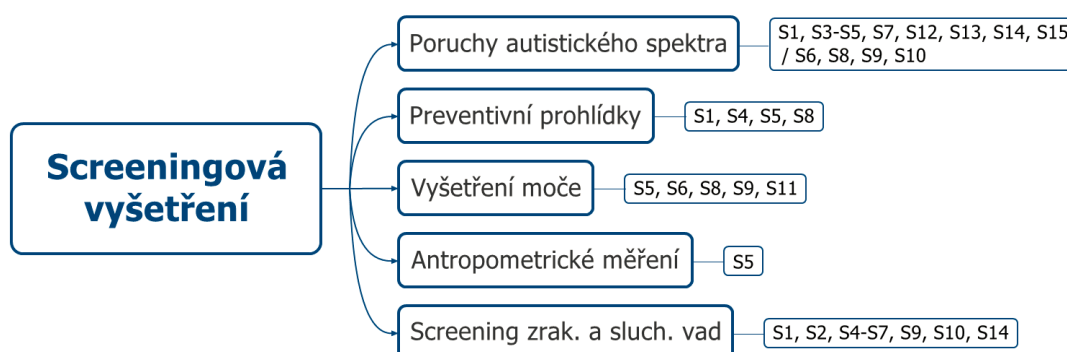 Screeningová
vyšetření
Poruchy autistického spektra
S1, S3-S5, S7, S12, S13, S14, S15
/ S6, S8, S9, S10
Preventivní prohlídky
S1, S4, S5, S8
Vyšetření moče
S5, S6, S8, S9, S11
Antropometrické měření
S5
Screening zrak. a sluch. vad
S1, S2, S4-S7, S9, S10, S14